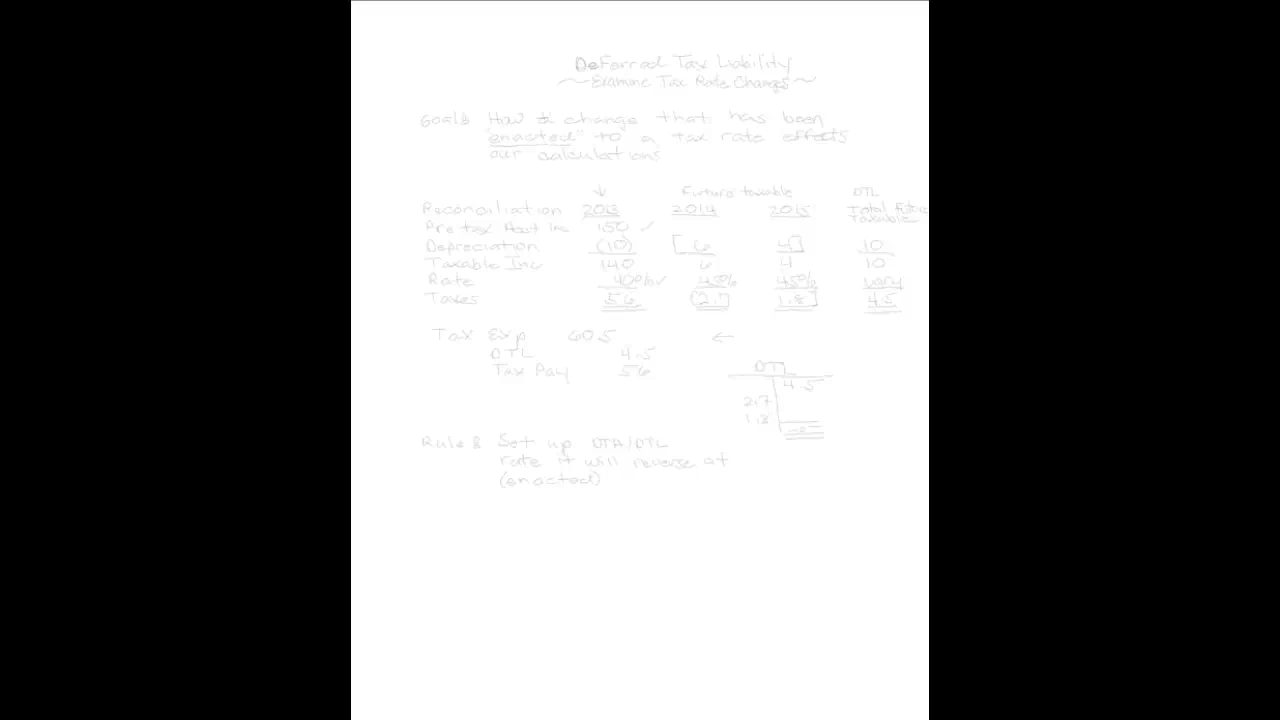 Deferred Tax Liability
~ Examine Tax Rate Changes ~
Goal: How a change that has been
"enacted" to a tax rate effects
our calculations
↓ Future taxable DTL
Reconciliation 2013 2014 2015 Total Future
Taxable
Pretax Acct Inc 150 ✓
Depreciation (10) [6 4] 10
Taxable Inc 140 6 4 10
Rate 40% ✓ 45% 45% vary
Taxes 56 [2.7 1.8] 4.5
Tax Exp 60.5 ←
DTL 4.5
Tax Pay 56
DTL
4.5
2.7
1.8
Rule: Set up DTA/DTL
rate it will reverse at
(enacted)